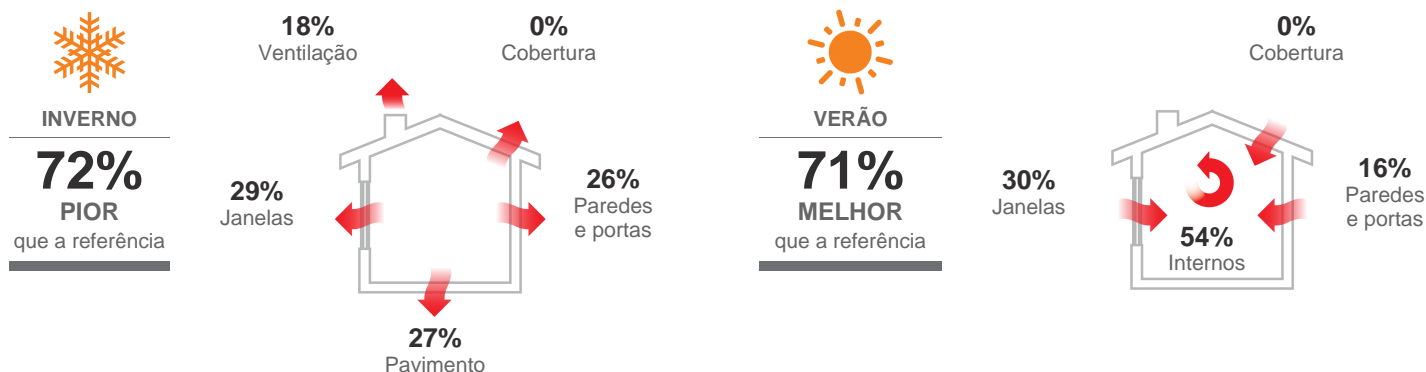 INVERNO
72%
PIOR
que a referência
18%
Ventilação
0%
Cobertura
29%
Janelas
26%
Paredes
e portas
27%
Pavimento
VERÃO
71%
MELHOR
que a referência
0%
Cobertura
30%
Janelas
16%
Paredes
e portas
54%
Internos